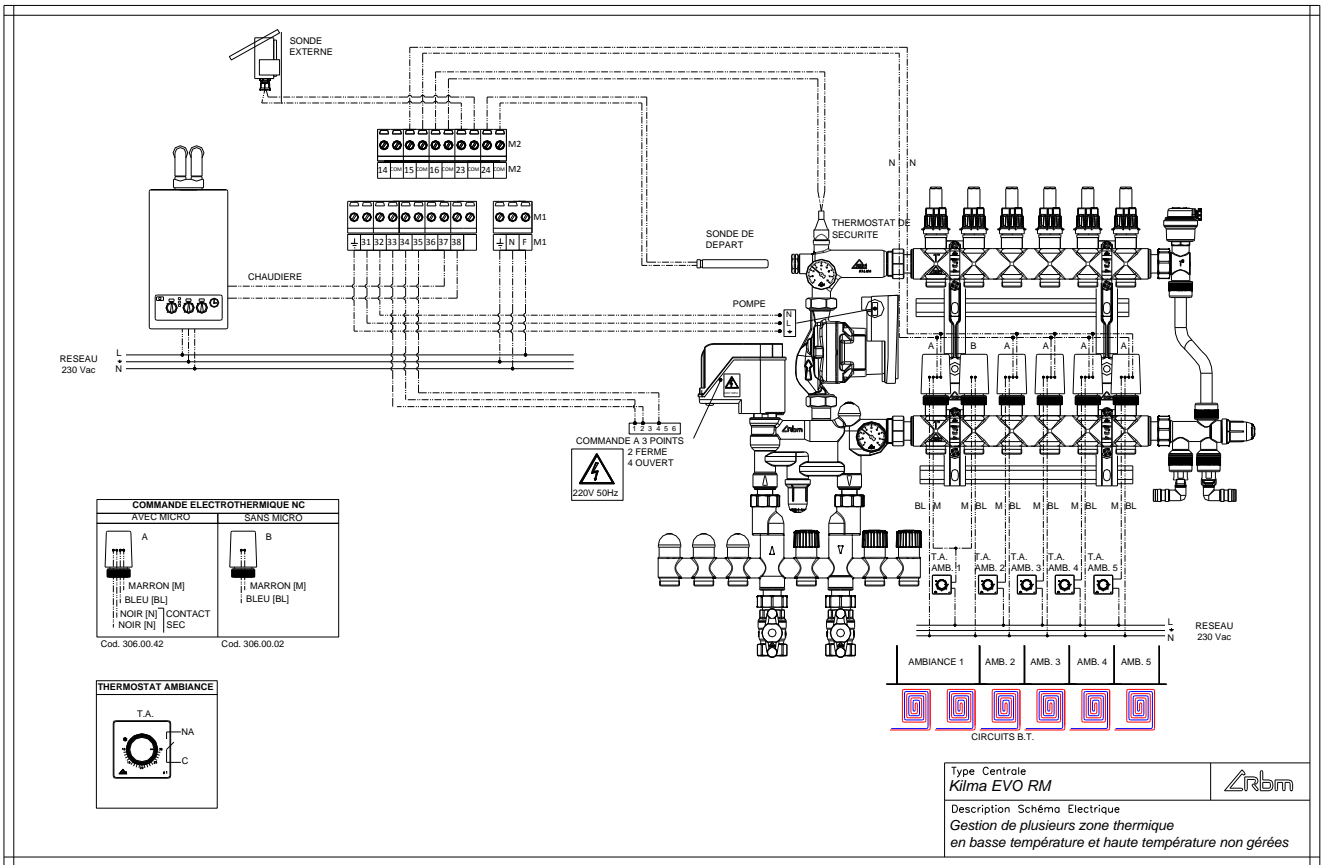 SONDE
EXTERNE
M2
14 COM 15 COM 16 COM 23 COM 24 COM M2
M1
31 32 33 34 35 36 37 38
N F M1
CHAUDIERE
RESEAU
230 Vac
L
N
SONDE DE
DEPART
THERMOSTAT DE
SECURITE
POMPE
N
L
N N
1 2 3 4 5 6
COMMANDE A 3 POINTS
2 FERME
4 OUVERT
220V 50Hz
rbm
A B A A A A
BL M M BL M BL M BL M BL M BL
T.A.
AMB. 1
T.A.
AMB. 2
T.A.
AMB. 3
T.A.
AMB. 4
T.A.
AMB. 5
L
N
RESEAU
230 Vac
AMBIANCE 1 AMB. 2 AMB. 3 AMB. 4 AMB. 5
CIRCUITS B.T.
COMMANDE ELECTROTHERMIQUE NC
AVEC MICRO SANS MICRO
A B
MARRON [M] MARRON [M]
BLEU [BL] BLEU [BL]
NOIR [N] CONTACT
NOIR [N] SEC
Cod. 306.00.42 Cod. 306.00.02
THERMOSTAT AMBIANCE
T.A.
NA
C
Type Centrale
Kilma EVO RM
rbm
Description Schéma Electrique
Gestion de plusieurs zone thermique
en basse température et haute température non gérées